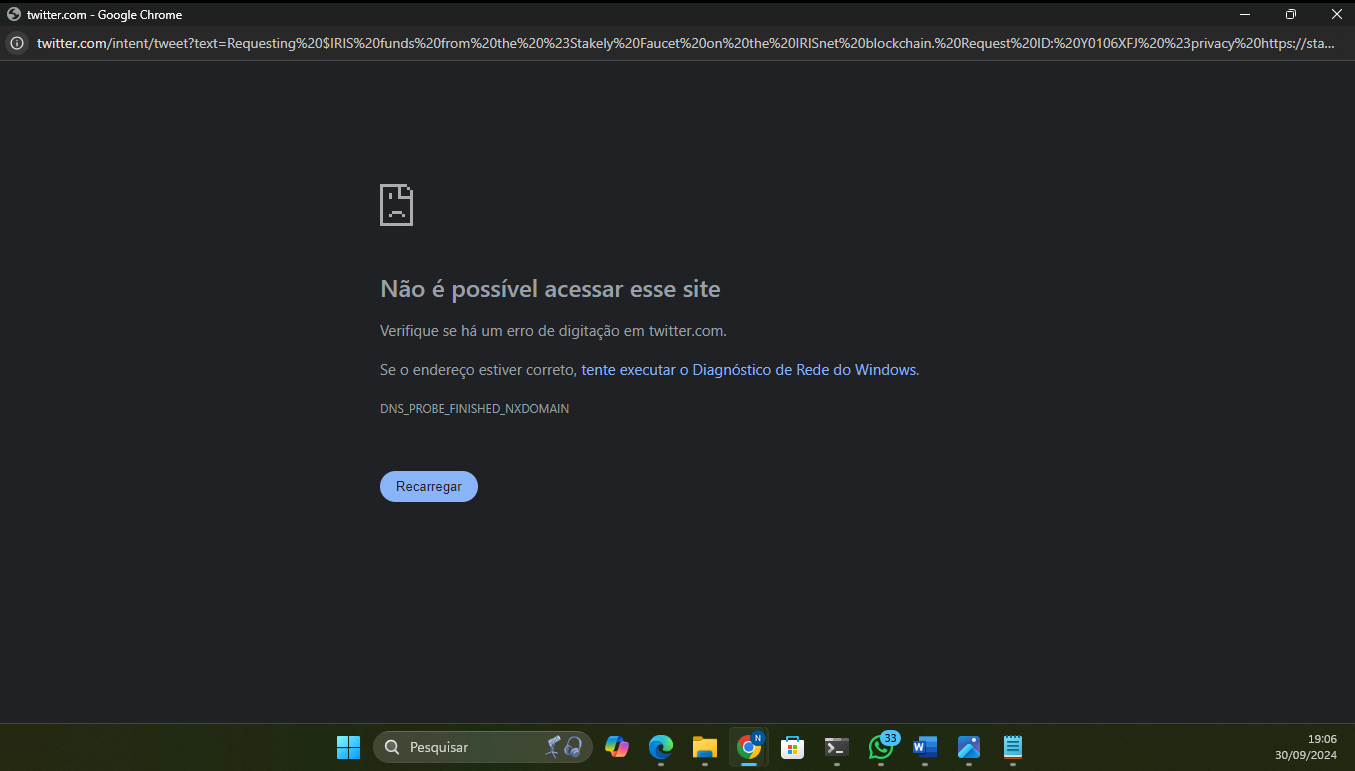 twitter.com - Google Chrome
twitter.com/intent/tweet?text=Requesting%20$IRIS%20funds%20from%20the%20%23Stakely%20Faucet%20on%20the%20IRISnet%20blockchain.%20Request%20ID:%20Y0106XFJ%20%23privacy%20https://sta...
Não é possível acessar esse site
Verifique se há um erro de digitação em twitter.com.
Se o endereço estiver correto, tente executar o Diagnóstico de Rede do Windows.
DNS_PROBE_FINISHED_NXDOMAIN
Recarregar
Pesquisar
N
33
W
19:06
30/09/2024